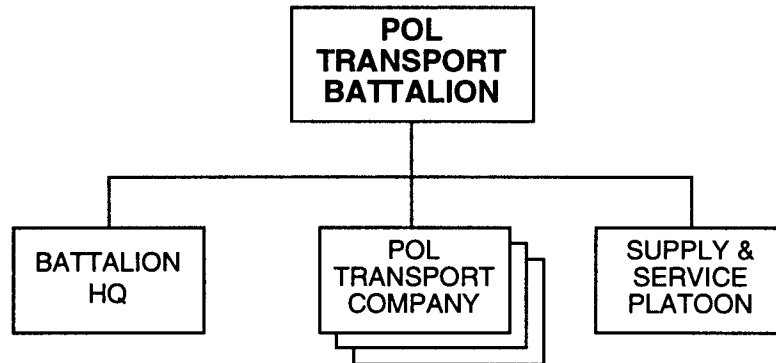 POL
TRANSPORT
BATTALION
BATTALION
HQ
POL
TRANSPORT
COMPANY
SUPPLY &
SERVICE
PLATOON